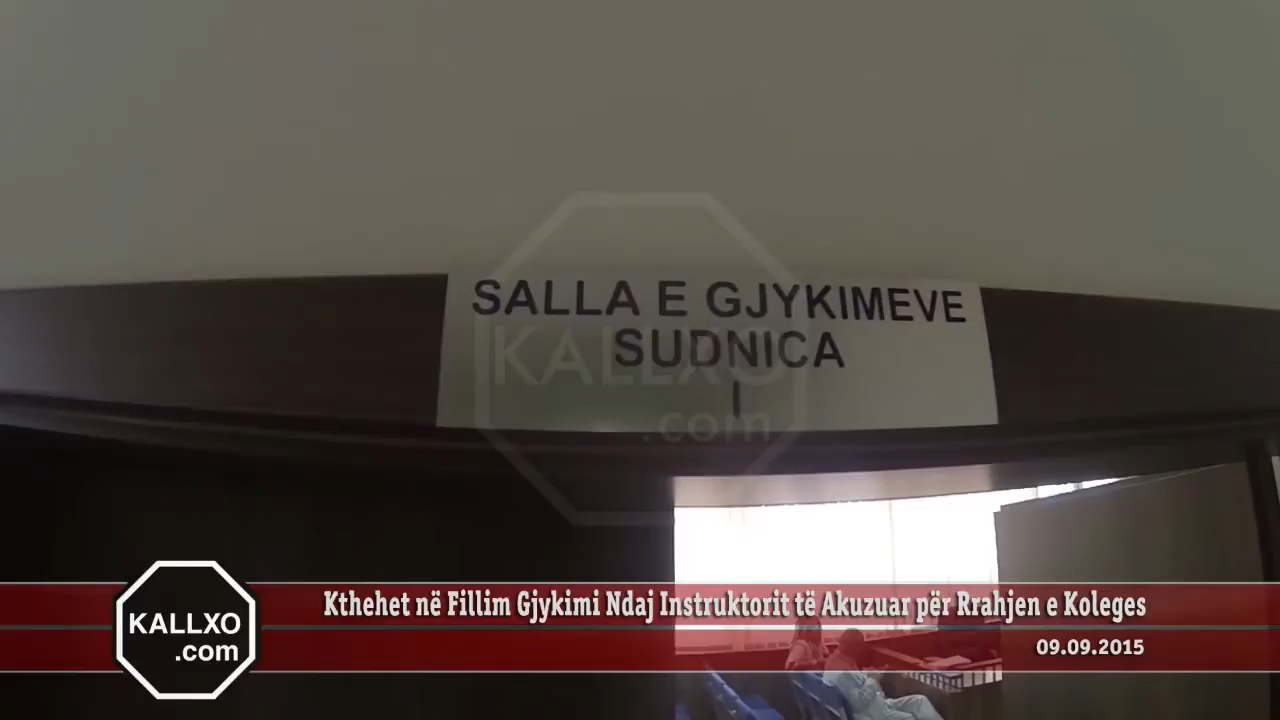 SALLA E GJYKIMEVE
SUDNICA
I
KALLXO
.com
Kthehet në Fillim Gjykimi Ndaj Instruktorit të Akuzuar për Rrahjen e Koleges
09.09.2015
KALLXO
.com